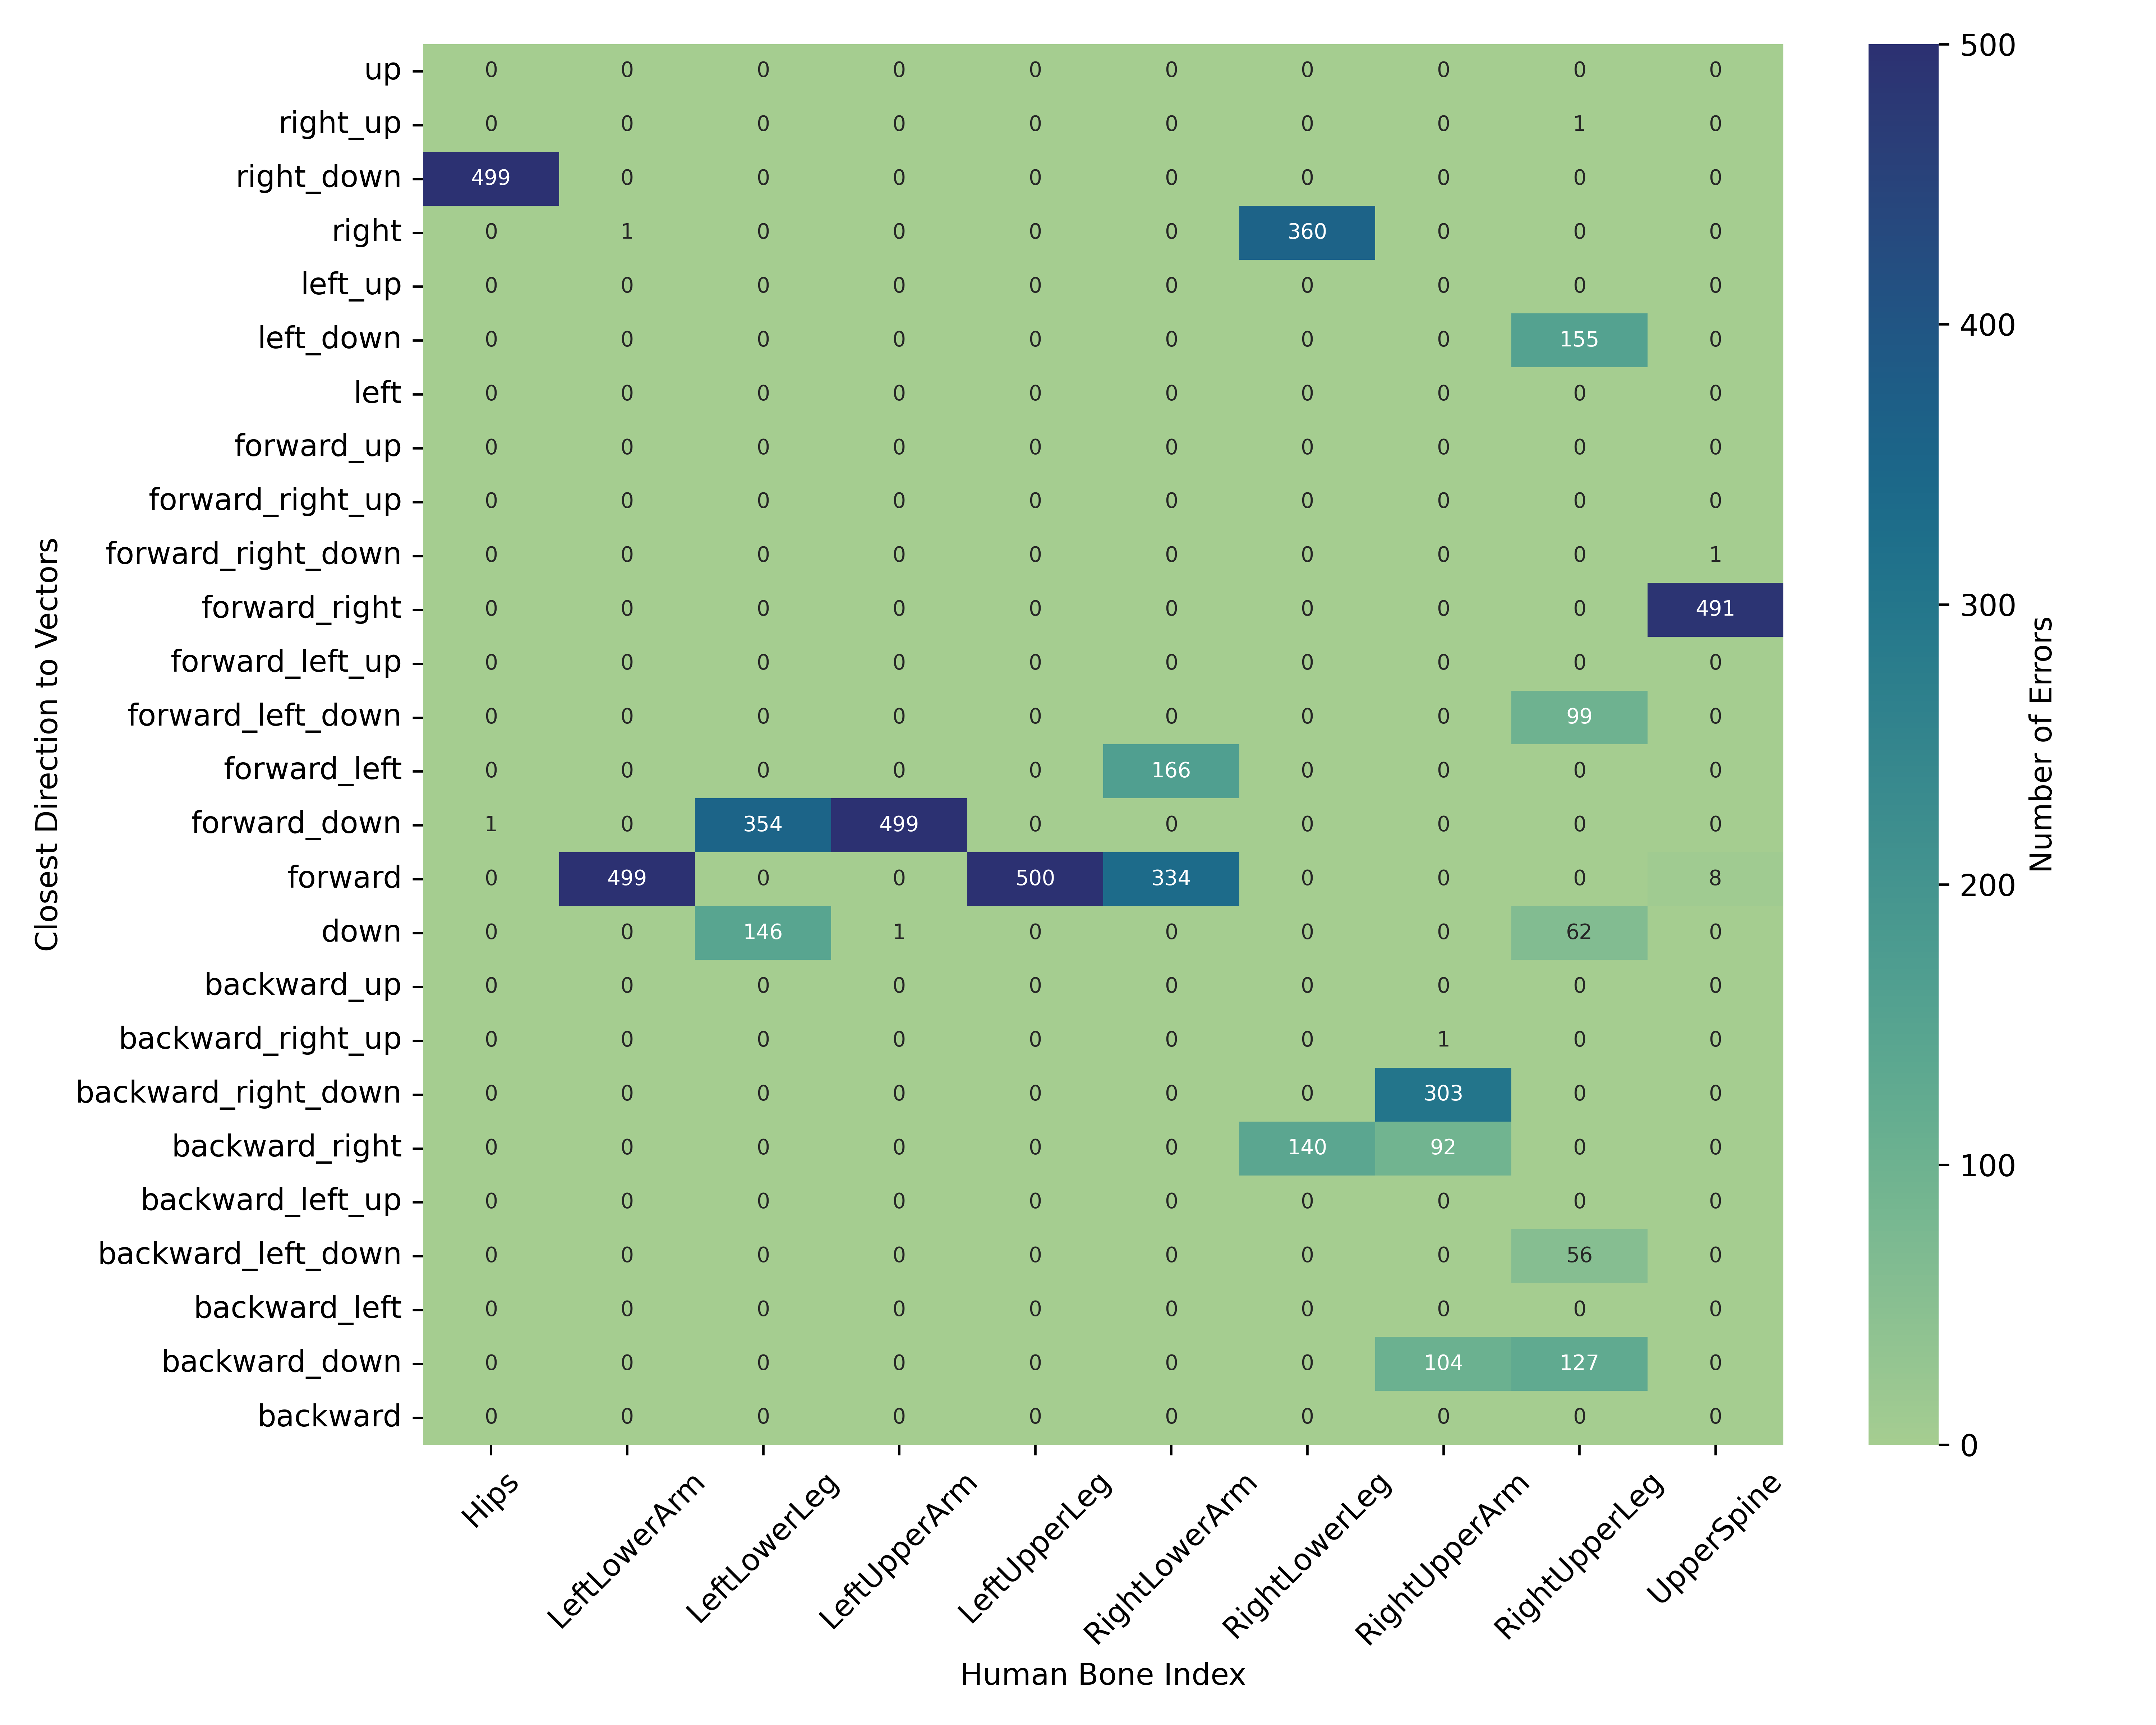 up 0 0 0 0 0 0 0 0 0 0
right_up 0 0 0 0 0 0 0 0 1 0
right_down 499 0 0 0 0 0 0 0 0 0
right 0 1 0 0 0 0 360 0 0 0
left_up 0 0 0 0 0 0 0 0 0 0
left_down 0 0 0 0 0 0 0 0 155 0
left 0 0 0 0 0 0 0 0 0 0
forward_up 0 0 0 0 0 0 0 0 0 0
forward_right_up 0 0 0 0 0 0 0 0 0 0
forward_right_down 0 0 0 0 0 0 0 0 0 1
forward_right 0 0 0 0 0 0 0 0 0 491
forward_left_up 0 0 0 0 0 0 0 0 0 0
forward_left_down 0 0 0 0 0 0 0 0 99 0
forward_left 0 0 0 0 0 166 0 0 0 0
forward_down 1 0 354 499 0 0 0 0 0 0
forward 0 499 0 0 500 334 0 0 0 8
down 0 0 146 1 0 0 0 0 62 0
backward_up 0 0 0 0 0 0 0 0 0 0
backward_right_up 0 0 0 0 0 0 0 1 0 0
backward_right_down 0 0 0 0 0 0 0 303 0 0
backward_right 0 0 0 0 0 0 140 92 0 0
backward_left_up 0 0 0 0 0 0 0 0 0 0
backward_left_down 0 0 0 0 0 0 0 0 56 0
backward_left 0 0 0 0 0 0 0 0 0 0
backward_down 0 0 0 0 0 0 0 104 127 0
backward 0 0 0 0 0 0 0 0 0 0
Hips LeftLowerArm LeftLowerLeg LeftUpperArm LeftUpperLeg RightLowerArm RightLowerLeg RightUpperArm RightUpperLeg UpperSpine
Human Bone Index
Closest Direction to Vectors
500
400
300
200
100
0
Number of Errors